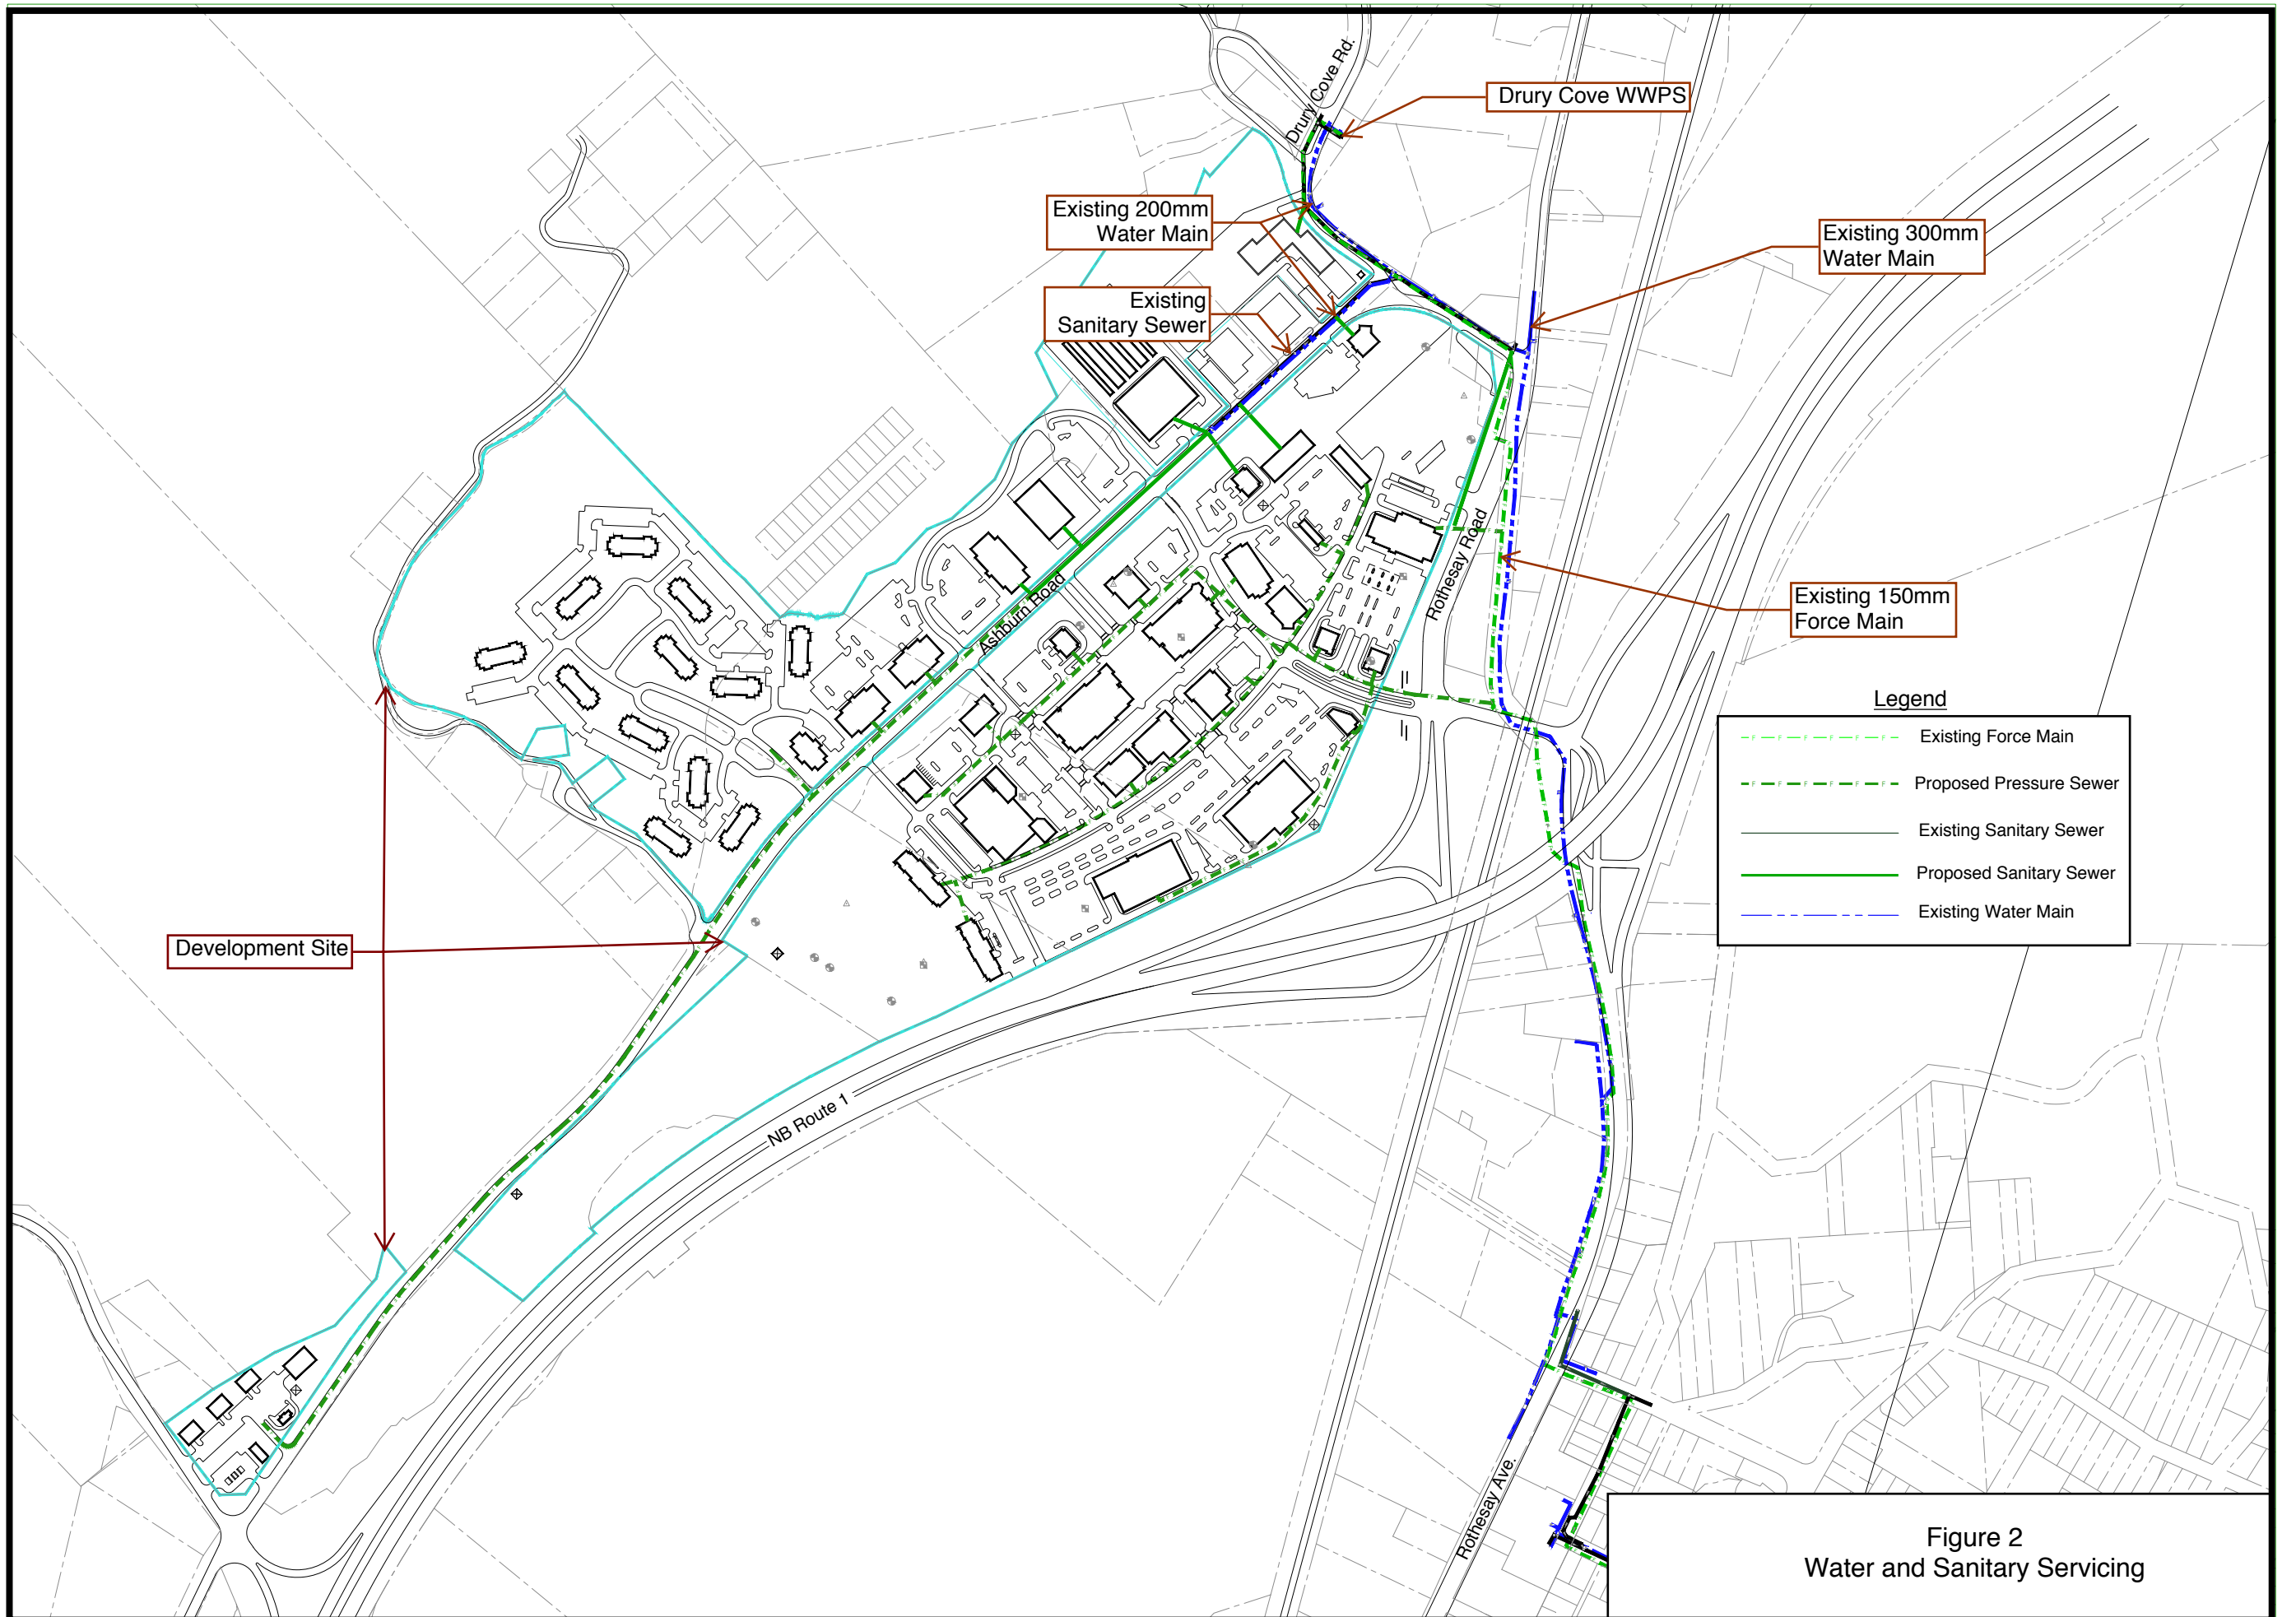 Drury Cove Rd.
Drury Cove WWPS
Existing 200mm
Water Main
Existing 300mm
Water Main
Existing
Sanitary Sewer
Existing 150mm
Force Main
Ashburn Road
Rothesay Road
Development Site
NB Route 1
Rothesay Ave.
Legend
F F F F F Existing Force Main
F F F F F Proposed Pressure Sewer
Existing Sanitary Sewer
Proposed Sanitary Sewer
Existing Water Main
Figure 2
Water and Sanitary Servicing